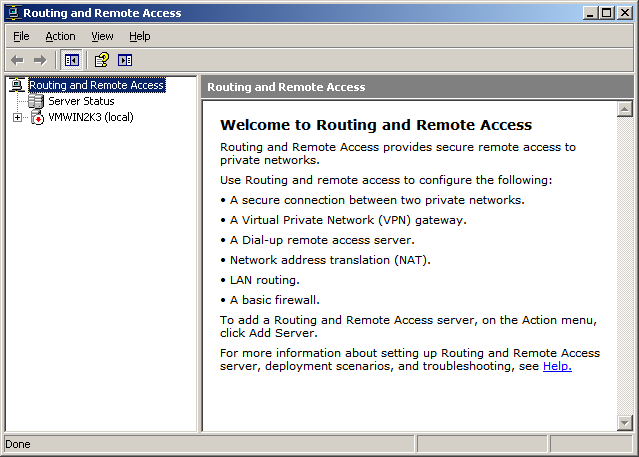 Routing and Remote Access
File Action View Help
Routing and Remote Access
Server Status
VMWIN2K3 (local)
Routing and Remote Access
Welcome to Routing and Remote Access
Routing and Remote Access provides secure remote access to
private networks.
Use Routing and remote access to configure the following:
• A secure connection between two private networks.
• A Virtual Private Network (VPN) gateway.
• A Dial-up remote access server.
• Network address translation (NAT).
• LAN routing.
• A basic firewall.
To add a Routing and Remote Access server, on the Action menu,
click Add Server.
For more information about setting up Routing and Remote Access
server, deployment scenarios, and troubleshooting, see Help.
Done